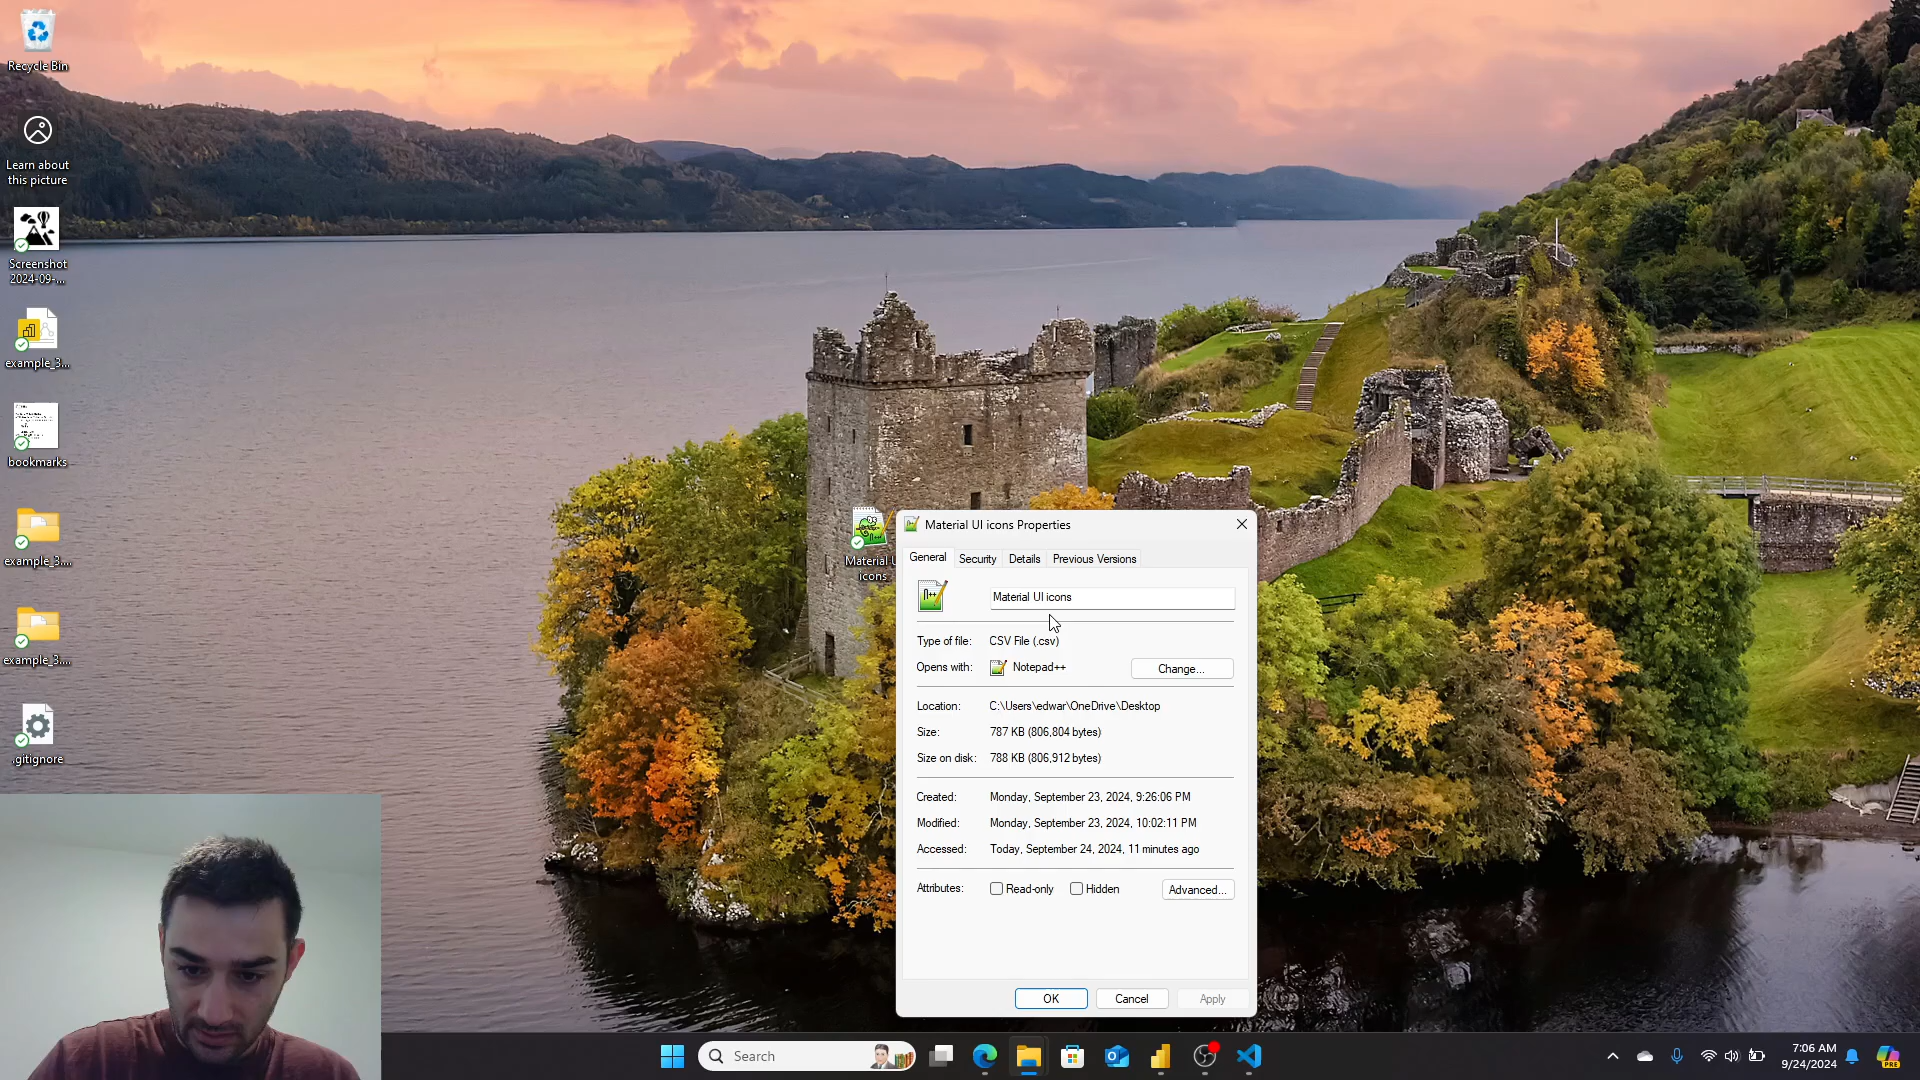 Recycle Bin
Learn about
this picture
Screenshot
2024-09-...
example_3....
bookmarks
example_3....
example_3....
.gitignore
Material U
icons
Material UI icons Properties
General
Security
Details
Previous Versions
Material UI icons
Type of file:
CSV File (.csv)
Opens with:
Notepad++
Change...
Location:
C:\Users\edwar\OneDrive\Desktop
Size:
787 KB (806,804 bytes)
Size on disk:
788 KB (806,912 bytes)
Created:
Monday, September 23, 2024, 9:26:06 PM
Modified:
Monday, September 23, 2024, 10:02:11 PM
Accessed:
Today, September 24, 2024, 11 minutes ago
Attributes:
Read-only
Hidden
Advanced...
OK
Cancel
Apply
Search
7:06 AM
9/24/2024
PRE